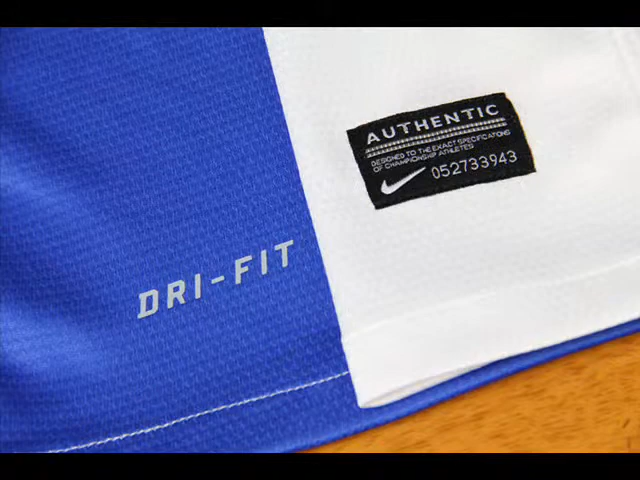 AUTHENTIC
DESIGNED TO THE EXACT SPECIFICATIONS
OF CHAMPIONSHIP ATHLETES
052733943
DRI-FIT